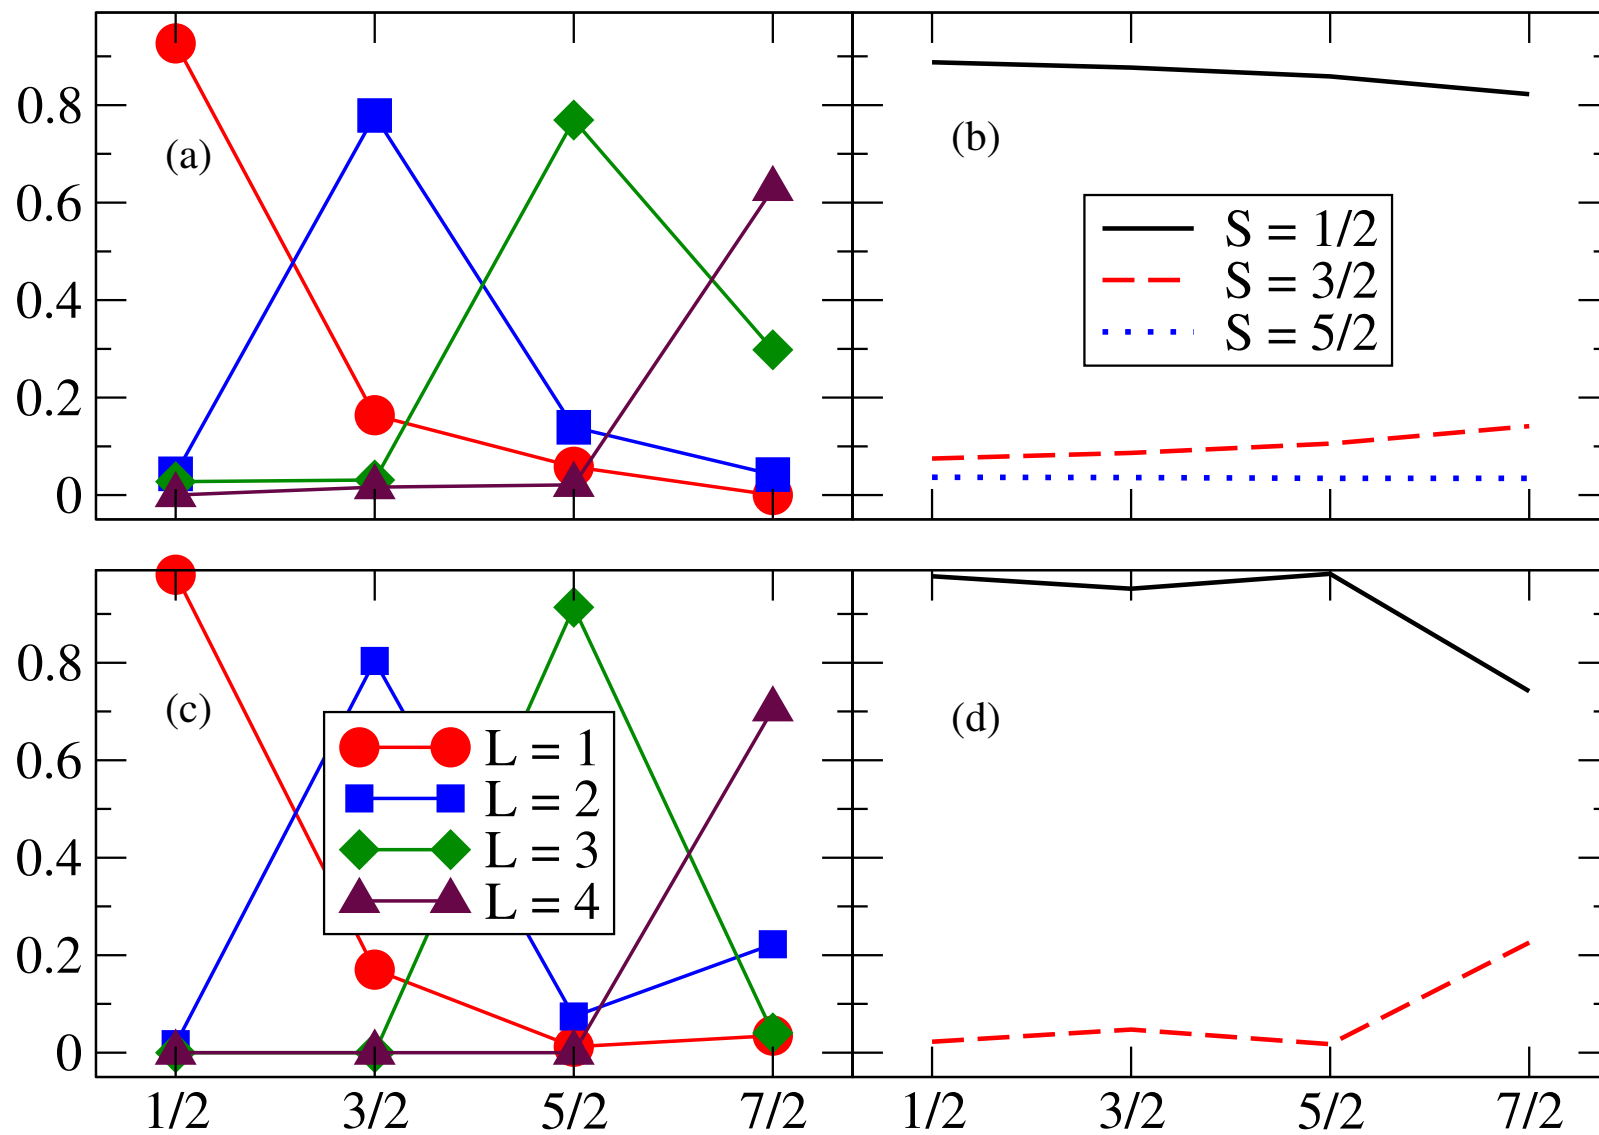 0.8
0.6
0.4
0.2
0
(a)
(b)
S = 1/2
S = 3/2
S = 5/2
0.8
0.6
0.4
0.2
0
(c)
(d)
L = 1
L = 2
L = 3
L = 4
1/2 3/2 5/2 7/2 1/2 3/2 5/2 7/2